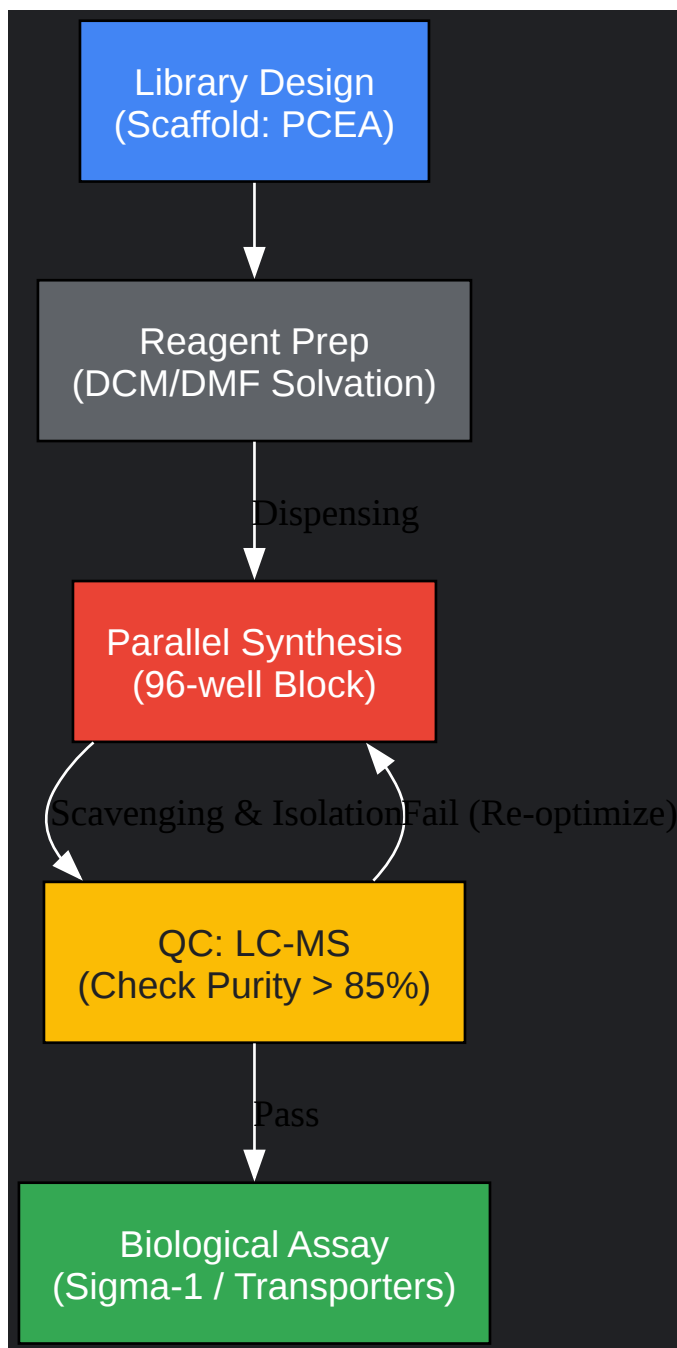 Library Design
(Scaffold: PCEA)
Reagent Prep
(DCM/DMF Solvation)
Dispensing
Parallel Synthesis
(96-well Block)
Scavenging & Isolation
Fail (Re-optimize)
QC: LC-MS
(Check Purity > 85%)
Pass
Biological Assay
(Sigma-1 / Transporters)